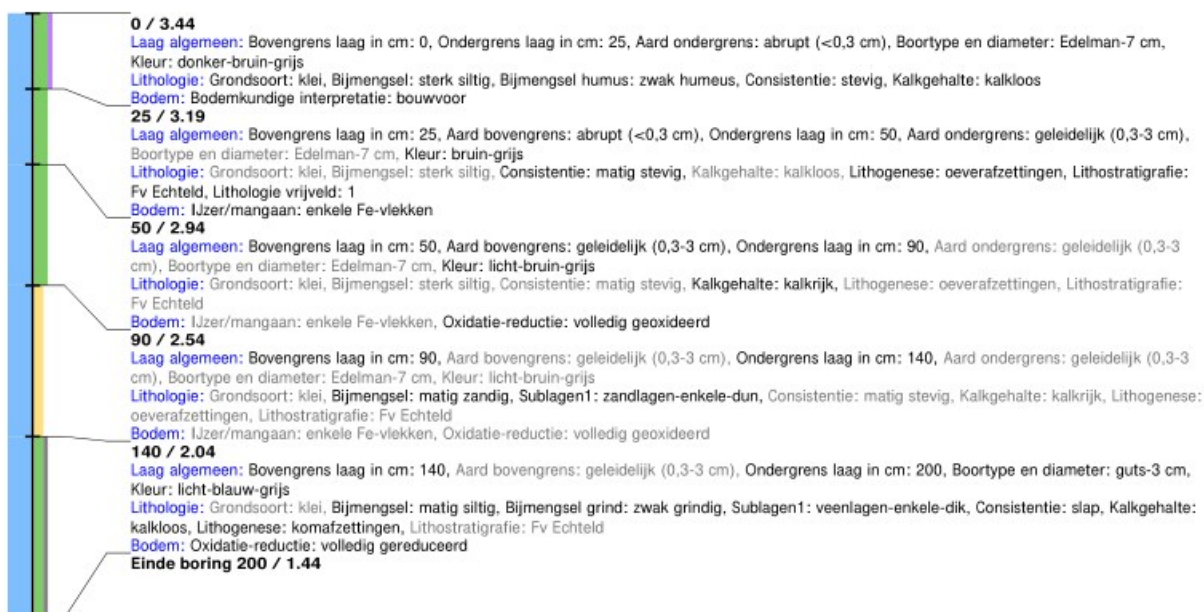 0 / 3.44
Laag algemeen: Bovengrens laag in cm: 0, Ondergrens laag in cm: 25, Aard ondergrens: abrupt (<0,3 cm), Boortype en diameter: Edelman-7 cm,
Kleur: donker-bruin-grijs
Lithologie: Grondsoort: klei, Bijmengsel: sterk siltig, Bijmengsel humus: zwak humeus, Consistentie: stevig, Kalkgehalte: kalkloos
Bodem: Bodemkundige interpretatie: bouwvoor
25 / 3.19
Laag algemeen: Bovengrens laag in cm: 25, Aard bovengrens: abrupt (<0,3 cm), Ondergrens laag in cm: 50, Aard ondergrens: geleidelijk (0,3-3 cm),
Boortype en diameter: Edelman-7 cm, Kleur: bruin-grijs
Lithologie: Grondsoort: klei, Bijmengsel: sterk siltig, Consistentie: matig stevig, Kalkgehalte: kalkloos, Lithogenese: oeverafzettingen, Lithostratigrafie:
Fv Echteld, Lithologie vrijveld: 1
Bodem: IJzer/mangaan: enkele Fe-vlekken
50 / 2.94
Laag algemeen: Bovengrens laag in cm: 50, Aard bovengrens: geleidelijk (0,3-3 cm), Ondergrens laag in cm: 90, Aard ondergrens: geleidelijk (0,3-3
cm), Boortype en diameter: Edelman-7 cm, Kleur: licht-bruin-grijs
Lithologie: Grondsoort: klei, Bijmengsel: sterk siltig, Consistentie: matig stevig, Kalkgehalte: kalkrijk, Lithogenese: oeverafzettingen, Lithostratigrafie:
Fv Echteld
Bodem: IJzer/mangaan: enkele Fe-vlekken, Oxidatie-reductie: volledig geoxideerd
90 / 2.54
Laag algemeen: Bovengrens laag in cm: 90, Aard bovengrens: geleidelijk (0,3-3 cm), Ondergrens laag in cm: 140, Aard ondergrens: geleidelijk (0,3-3
cm), Boortype en diameter: Edelman-7 cm, Kleur: licht-bruin-grijs
Lithologie: Grondsoort: klei, Bijmengsel: matig zandig, Sublagen1: zandlagen-enkele-dun, Consistentie: matig stevig, Kalkgehalte: kalkrijk, Lithogenese:
oeverafzettingen, Lithostratigrafie: Fv Echteld
Bodem: IJzer/mangaan: enkele Fe-vlekken, Oxidatie-reductie: volledig geoxideerd
140 / 2.04
Laag algemeen: Bovengrens laag in cm: 140, Aard bovengrens: geleidelijk (0,3-3 cm), Ondergrens laag in cm: 200, Boortype en diameter: guts-3 cm,
Kleur: licht-blauw-grijs
Lithologie: Grondsoort: klei, Bijmengsel: matig siltig, Bijmengsel grind: zwak grindig, Sublagen1: veenlagen-enkele-dik, Consistentie: slap, Kalkgehalte:
kalkloos, Lithogenese: komafzettingen, Lithostratigrafie: Fv Echteld
Bodem: Oxidatie-reductie: volledig gereduceerd
Einde boring 200 / 1.44